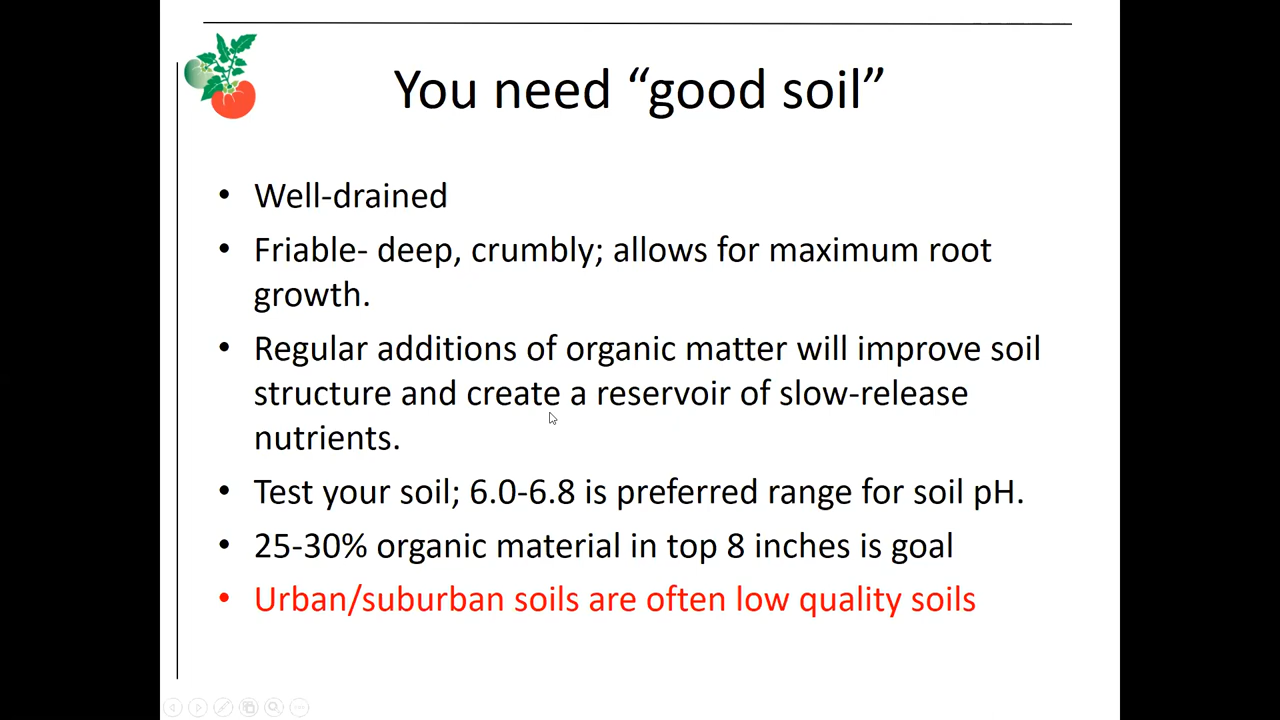 You need “good soil”
• Well-drained
• Friable- deep, crumbly; allows for maximum root
growth.
• Regular additions of organic matter will improve soil
structure and create a reservoir of slow-release
nutrients.
• Test your soil; 6.0-6.8 is preferred range for soil pH.
• 25-30% organic material in top 8 inches is goal
• Urban/suburban soils are often low quality soils